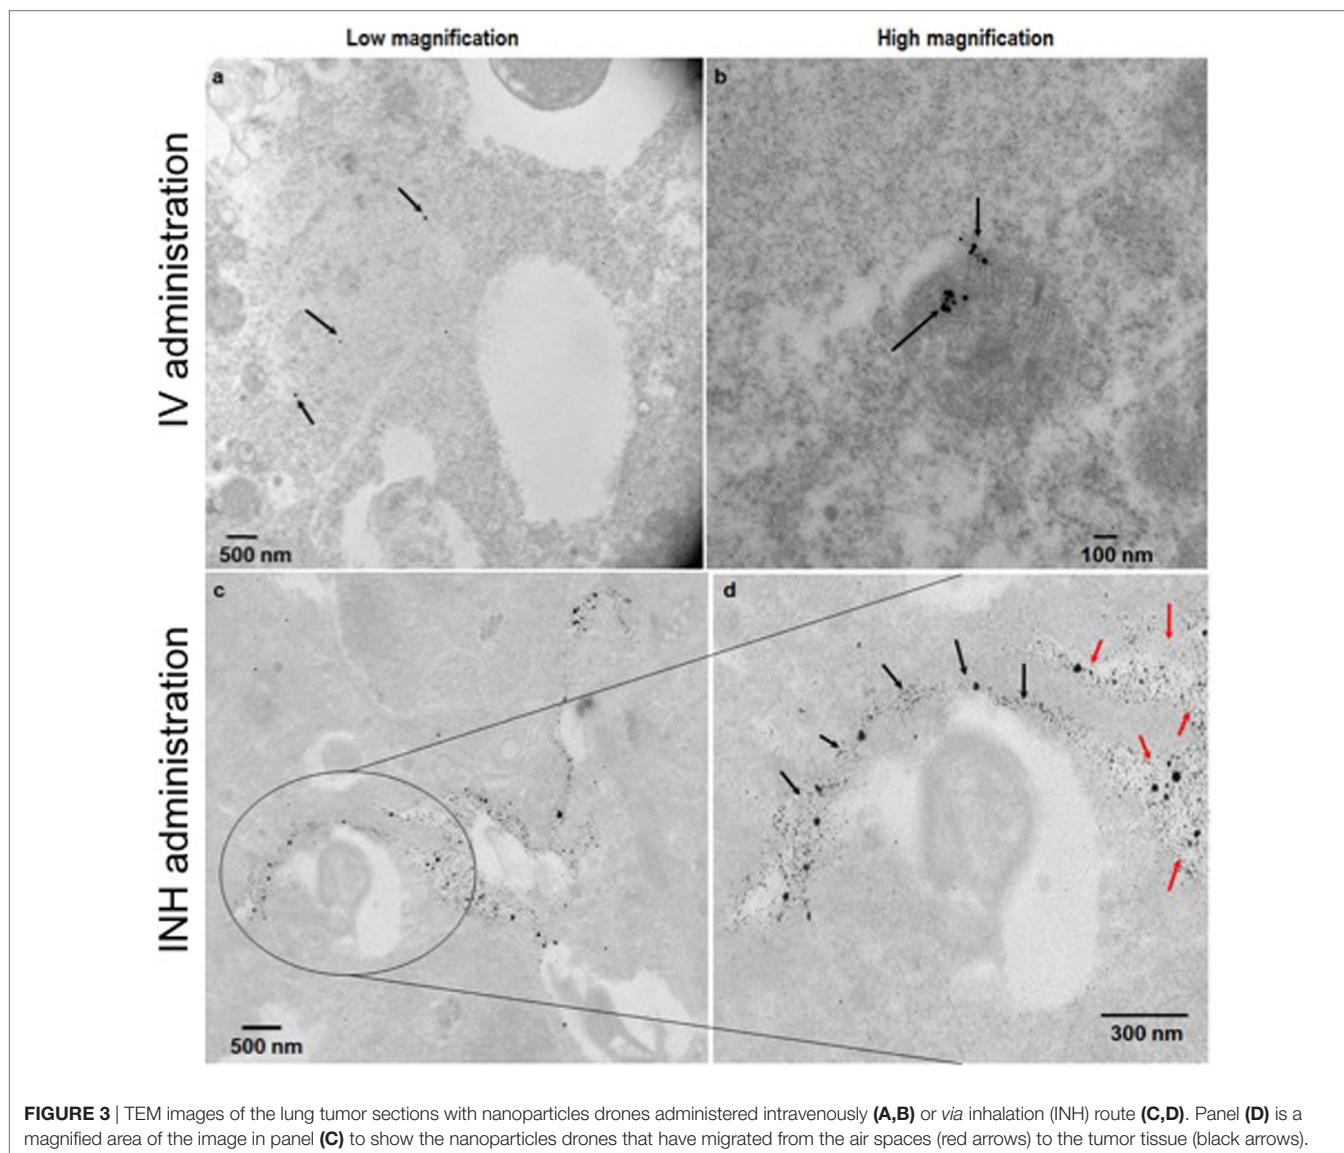 Low magnification
High magnification
IV administration
a
b
500 nm
100 nm
INH administration
c
d
500 nm
300 nm
FIGURE 3 | TEM images of the lung tumor sections with nanoparticles drones administered intravenously (A,B) or via inhalation (INH) route (C,D). Panel (D) is a
magnified area of the image in panel (C) to show the nanoparticles drones that have migrated from the air spaces (red arrows) to the tumor tissue (black arrows).